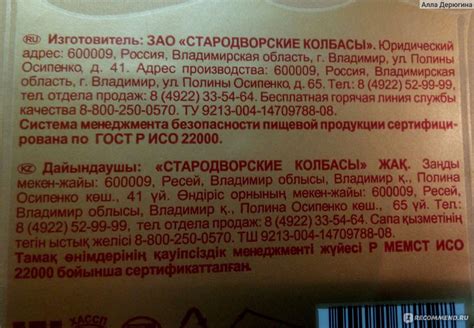 Алла Дерюгина
RU Изготовитель: ЗАО «СТАРОДВОРСКИЕ КОЛБАСЫ». Юридический
адрес: 600009, Россия, Владимирская область, г. Владимир, ул. Полины
Осипенко, д. 41. Адрес производства: 600009, Россия, Владимирская
область, г. Владимир, ул. Полины Осипенко, д. 65. Тел.: 8 (4922) 52-99-99,
тел. отдела продаж: 8 (4922) 33-54-64. Бесплатная горячая линия службы
качества 8-800-250-0570. ТУ 9213-004-14709788-08.
Система менеджмента безопасности пищевой продукции сертифици-
рована по ГОСТ Р ИСО 22000.
KZ Дайындаушы: «СТАРОДВОРСКИЕ КОЛБАСЫ» ЖАҚ. Заңды
мекен-жайы: 600009, Ресей, Владимир облысы, Владимир қ., Полина
Осипенко көш., 41 үй. Өндіріс орнының мекен-жайы: 600009, Ресей,
Владимир облысы, Владимир қ., Полина Осипенко көш., 65 үй. Тел.:
8 (4922) 52-99-99, сату бөлімінің тел.: 8 (4922) 33-54-64. Сапа қызметінің
тегін ыстық желісі 8-800-250-0570. ТШ 9213-004-14709788-08.
Тамақ өнімдерінің қауіпсіздік менеджменті жүйесі Р МЕМСТ ИСО
22000 бойынша сертификатталған.
ХАССП
RECOMMEND.RU